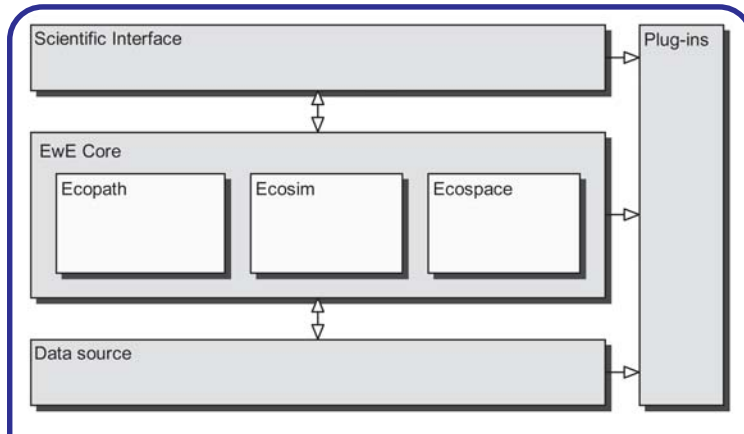 Scientific Interface
Plug-ins
EwE Core
Ecopath
Ecosim
Ecospace
Data source